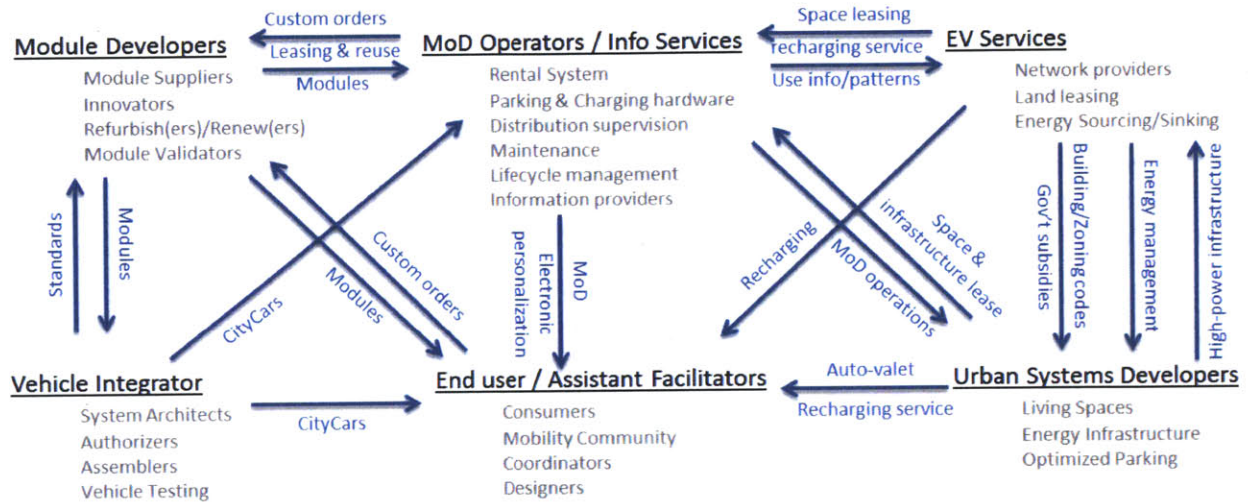 Custom orders
Space leasing
Module Developers
MoD Operators / Info Services
EV Services
Leasing & reuse
recharging service
Modules
Use info/patterns
Module Suppliers
Innovators
Refurbish(ers)/Renew(ers)
Module Validators
Rental System
Parking & Charging hardware
Distribution supervision
Maintenance
Lifecycle management
Information providers
Network providers
Land leasing
Energy Sourcing/Sinking
Standards
Modules
CityCars
Modules
Custom orders
MoD
Electronic
personalization
Recharging
MoD operations
Space &
infrastructure lease
Building/Zoning codes
Gov't subsidies
Energy management
High-power infrastructure
Vehicle Integrator
End user / Assistant Facilitators
Urban Systems Developers
System Architects
Authorizers
Assemblers
Vehicle Testing
CityCars
Consumers
Mobility Community
Coordinators
Designers
Auto-valet
Recharging service
Living Spaces
Energy Infrastructure
Optimized Parking